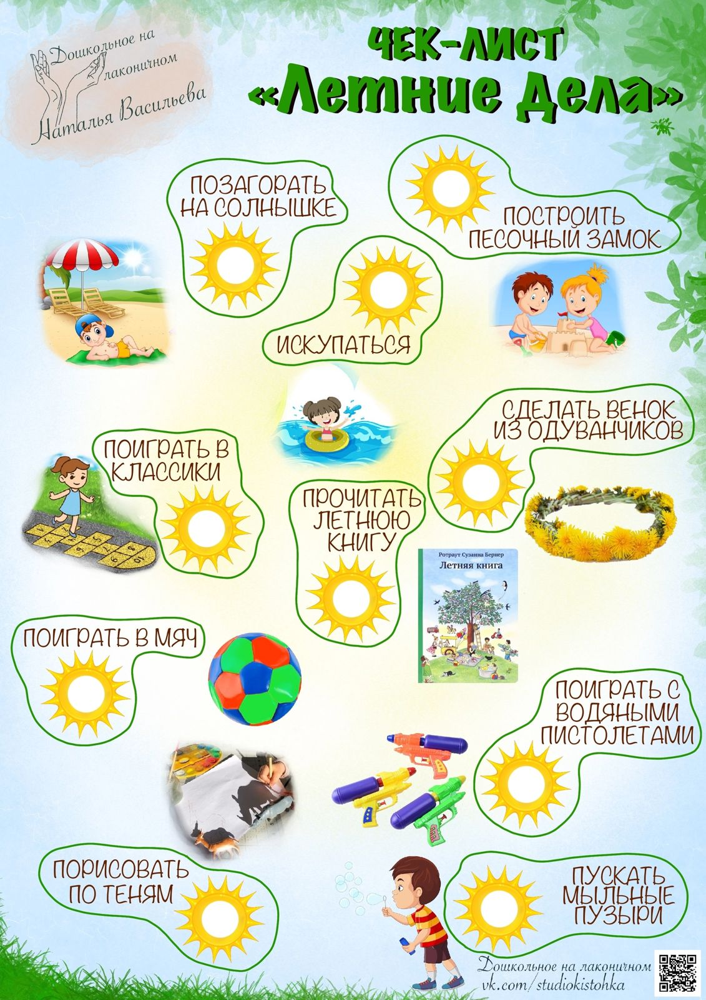 Дошкольное на
лаконичном
Наталья Васильева
ЧЕК-ЛИСТ
«Летние дела»
ПОЗАГОРАТЬ
НА СОЛНЫШКЕ
ПОСТРОИТЬ
ПЕСОЧНЫЙ ЗАМОК
ИСКУПАТЬСЯ
СДЕЛАТЬ ВЕНОК
ИЗ ОДУВАНЧИКОВ
ПОИГРАТЬ В
КЛАССИКИ
ПРОЧИТАТЬ
ЛЕТНЮЮ
КНИГУ
Ротраут Сузанна Бернер
Летняя книга
ПОИГРАТЬ В МЯЧ
ПОИГРАТЬ С
ВОДЯНЫМИ
ПИСТОЛЕТАМИ
ПОРИСОВАТЬ
ПО ТЕНЯМ
ПУСКАТЬ
МЫЛЬНЫЕ
ПУЗЫРИ
Дошкольное на лаконичном
vk.com/studiokistohka